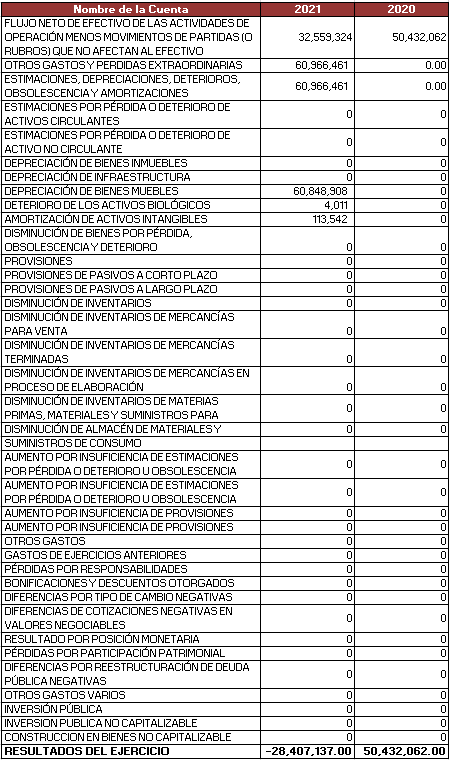 Nombre de la Cuenta 2021 2020
FLUJO NETO DE EFECTIVO DE LAS ACTIVIDADES DE
OPERACIÓN MENOS MOVIMIENTOS DE PARTIDAS (O
RUBROS) QUE NO AFECTAN AL EFECTIVO 32,559,324 50,432,062
OTROS GASTOS Y PERDIDAS EXTRAORDINARIAS 60,966,461 0.00
ESTIMACIONES, DEPRECIACIONES, DETERIOROS,
OBSOLESCENCIA Y AMORTIZACIONES 60,966,461 0.00
ESTIMACIONES POR PÉRDIDA O DETERIORO DE
ACTIVOS CIRCULANTES 0 0
ESTIMACIONES POR PÉRDIDA O DETERIORO DE
ACTIVO NO CIRCULANTE 0 0
DEPRECIACIÓN DE BIENES INMUEBLES 0 0
DEPRECIACIÓN DE INFRAESTRUCTURA 0 0
DEPRECIACIÓN DE BIENES MUEBLES 60,848,908 0
DETERIORO DE LOS ACTIVOS BIOLÓGICOS 4,011 0
AMORTIZACIÓN DE ACTIVOS INTANGIBLES 113,542 0
DISMINUCIÓN DE BIENES POR PÉRDIDA,
OBSOLESCENCIA Y DETERIORO 0 0
PROVISIONES 0 0
PROVISIONES DE PASIVOS A CORTO PLAZO 0 0
PROVISIONES DE PASIVOS A LARGO PLAZO 0 0
DISMINUCIÓN DE INVENTARIOS 0 0
DISMINUCIÓN DE INVENTARIOS DE MERCANCÍAS
PARA VENTA 0 0
DISMINUCIÓN DE INVENTARIOS DE MERCANCÍAS
TERMINADAS 0 0
DISMINUCIÓN DE INVENTARIOS DE MERCANCÍAS EN
PROCESO DE ELABORACIÓN 0 0
DISMINUCIÓN DE INVENTARIOS DE MATERIAS
PRIMAS, MATERIALES Y SUMINISTROS PARA 0 0
DISMINUCIÓN DE ALMACÉN DE MATERIALES Y 0 0
SUMINISTROS DE CONSUMO
AUMENTO POR INSUFICIENCIA DE ESTIMACIONES
POR PÉRDIDA O DETERIORO U OBSOLESCENCIA 0 0
AUMENTO POR INSUFICIENCIA DE ESTIMACIONES
POR PÉRDIDA O DETERIORO U OBSOLESCENCIA 0 0
AUMENTO POR INSUFICIENCIA DE PROVISIONES 0 0
AUMENTO POR INSUFICIENCIA DE PROVISIONES 0 0
OTROS GASTOS 0 0
GASTOS DE EJERCICIOS ANTERIORES 0 0
PÉRDIDAS POR RESPONSABILIDADES 0 0
BONIFICACIONES Y DESCUENTOS OTORGADOS 0 0
DIFERENCIAS POR TIPO DE CAMBIO NEGATIVAS 0 0
DIFERENCIAS DE COTIZACIONES NEGATIVAS EN
VALORES NEGOCIABLES 0 0
RESULTADO POR POSICIÓN MONETARIA 0 0
PÉRDIDAS POR PARTICIPACIÓN PATRIMONIAL 0 0
DIFERENCIAS POR REESTRUCTURACIÓN DE DEUDA
PÚBLICA NEGATIVAS 0 0
OTROS GASTOS VARIOS 0 0
INVERSIÓN PÚBLICA 0 0
INVERSION PUBLICA NO CAPITALIZABLE 0 0
CONSTRUCCION EN BIENES NO CAPITALIZABLE 0 0
RESULTADOS DEL EJERCICIO -28,407,137.00 50,432,062.00